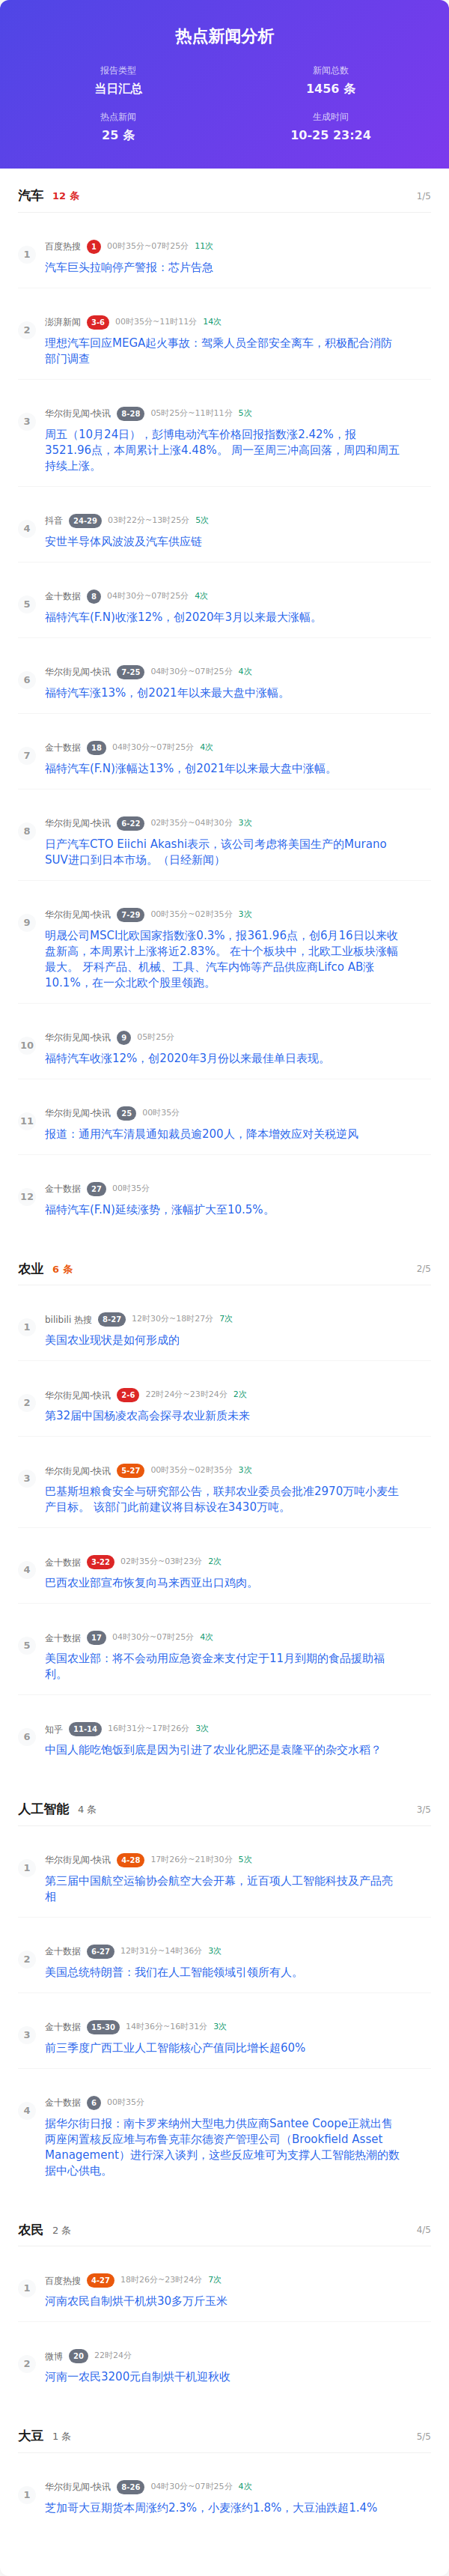 热点新闻分析
报告类型
新闻总数
当日汇总
1456 条
热点新闻
生成时间
25 条
10-25 23:24
汽车 12 条 1/5
1
百度热搜 1 00时35分~07时25分 11次
汽车巨头拉响停产警报：芯片告急
2
澎湃新闻 3-6 00时35分~11时11分 14次
理想汽车回应MEGA起火事故：驾乘人员全部安全离车，积极配合消防
部门调查
3
华尔街见闻-快讯 8-28 05时25分~11时11分 5次
周五（10月24日），彭博电动汽车价格回报指数涨2.42%，报
3521.96点，本周累计上涨4.48%。 周一至周三冲高回落，周四和周五
持续上涨。
4
抖音 24-29 03时22分~13时25分 5次
安世半导体风波波及汽车供应链
5
金十数据 8 04时30分~07时25分 4次
福特汽车(F.N)收涨12%，创2020年3月以来最大涨幅。
6
华尔街见闻-快讯 7-25 04时30分~07时25分 4次
福特汽车涨13%，创2021年以来最大盘中涨幅。
7
金十数据 18 04时30分~07时25分 4次
福特汽车(F.N)涨幅达13%，创2021年以来最大盘中涨幅。
8
华尔街见闻-快讯 6-22 02时35分~04时30分 3次
日产汽车CTO Eiichi Akashi表示，该公司考虑将美国生产的Murano
SUV进口到日本市场。（日经新闻）
9
华尔街见闻-快讯 7-29 00时35分~02时35分 3次
明晟公司MSCI北欧国家指数涨0.3%，报361.96点，创6月16日以来收
盘新高，本周累计上涨将近2.83%。 在十个板块中，北欧工业板块涨幅
最大。 牙科产品、机械、工具、汽车内饰等产品供应商Lifco AB涨
10.1%，在一众北欧个股里领跑。
10
华尔街见闻-快讯 9 05时25分
福特汽车收涨12%，创2020年3月份以来最佳单日表现。
11
华尔街见闻-快讯 25 00时35分
报道：通用汽车清晨通知裁员逾200人，降本增效应对关税逆风
12
金十数据 27 00时35分
福特汽车(F.N)延续涨势，涨幅扩大至10.5%。
农业 6 条 2/5
1
bilibili 热搜 8-27 12时30分~18时27分 7次
美国农业现状是如何形成的
2
华尔街见闻-快讯 2-6 22时24分~23时24分 2次
第32届中国杨凌农高会探寻农业新质未来
3
华尔街见闻-快讯 5-27 00时35分~02时35分 3次
巴基斯坦粮食安全与研究部公告，联邦农业委员会批准2970万吨小麦生
产目标。 该部门此前建议将目标设在3430万吨。
4
金十数据 3-22 02时35分~03时23分 2次
巴西农业部宣布恢复向马来西亚出口鸡肉。
5
金十数据 17 04时30分~07时25分 4次
美国农业部：将不会动用应急资金来支付定于11月到期的食品援助福
利。
6
知乎 11-14 16时31分~17时26分 3次
中国人能吃饱饭到底是因为引进了农业化肥还是袁隆平的杂交水稻？
人工智能 4 条 3/5
1
华尔街见闻-快讯 4-28 17时26分~21时30分 5次
第三届中国航空运输协会航空大会开幕，近百项人工智能科技及产品亮
相
2
金十数据 6-27 12时31分~14时36分 3次
美国总统特朗普：我们在人工智能领域引领所有人。
3
金十数据 15-30 14时36分~16时31分 3次
前三季度广西工业人工智能核心产值同比增长超60%
4
金十数据 6 00时35分
据华尔街日报：南卡罗来纳州大型电力供应商Santee Coope正就出售
两座闲置核反应堆与布鲁克菲尔德资产管理公司（Brookfield Asset
Management）进行深入谈判，这些反应堆可为支撑人工智能热潮的数
据中心供电。
农民 2 条 4/5
1
百度热搜 4-27 18时26分~23时24分 7次
河南农民自制烘干机烘30多万斤玉米
2
微博 20 22时24分
河南一农民3200元自制烘干机迎秋收
大豆 1 条 5/5
1
华尔街见闻-快讯 8-26 04时30分~07时25分 4次
芝加哥大豆期货本周涨约2.3%，小麦涨约1.8%，大豆油跌超1.4%